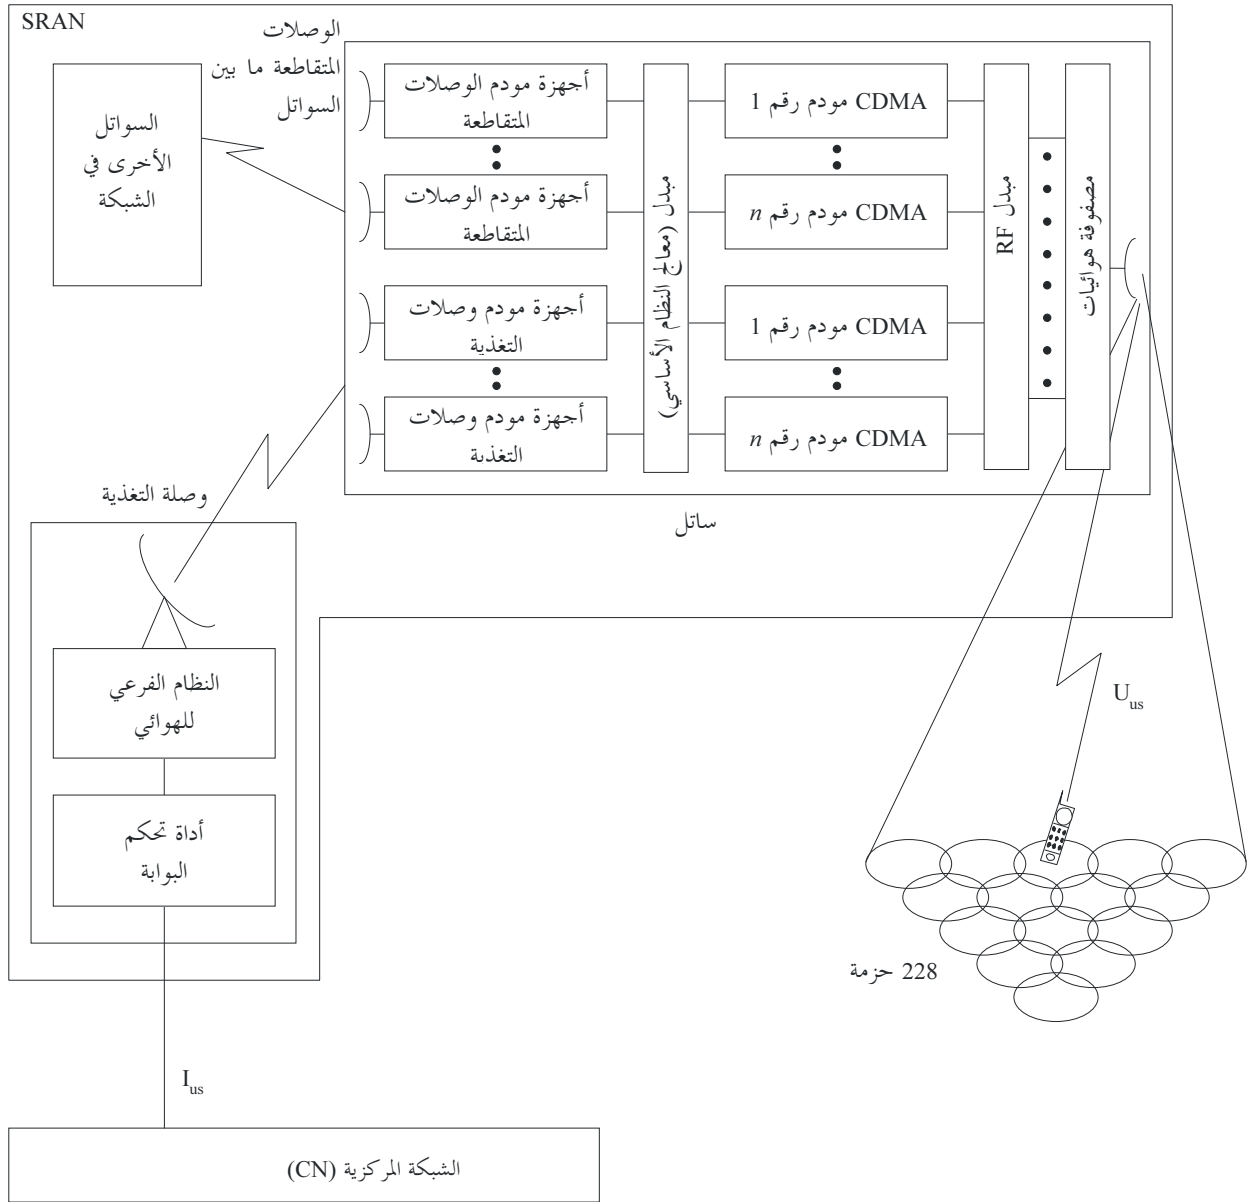 SRAN
الوصلات
المتقاطعة ما بين
السواتل
السواتل
الأخرى في
الشبكة
أجهزة مودم الوصلات
المتقاطعة
أجهزة مودم الوصلات
المتقاطعة
أجهزة مودم وصلات
التغذية
أجهزة مودم وصلات
التغذية
مبدل (معالج النظام الأساسي)
CDMA مودم رقم 1
CDMA مودم رقم n
CDMA مودم رقم 1
CDMA مودم رقم n
مبدل RF
مصفوفة هوائيات
ساتل
وصلة التغذية
النظام الفرعي
للهوائي
أداة تحكم
البوابة
U_us
228 حزمة
I_us
الشبكة المركزية (CN)